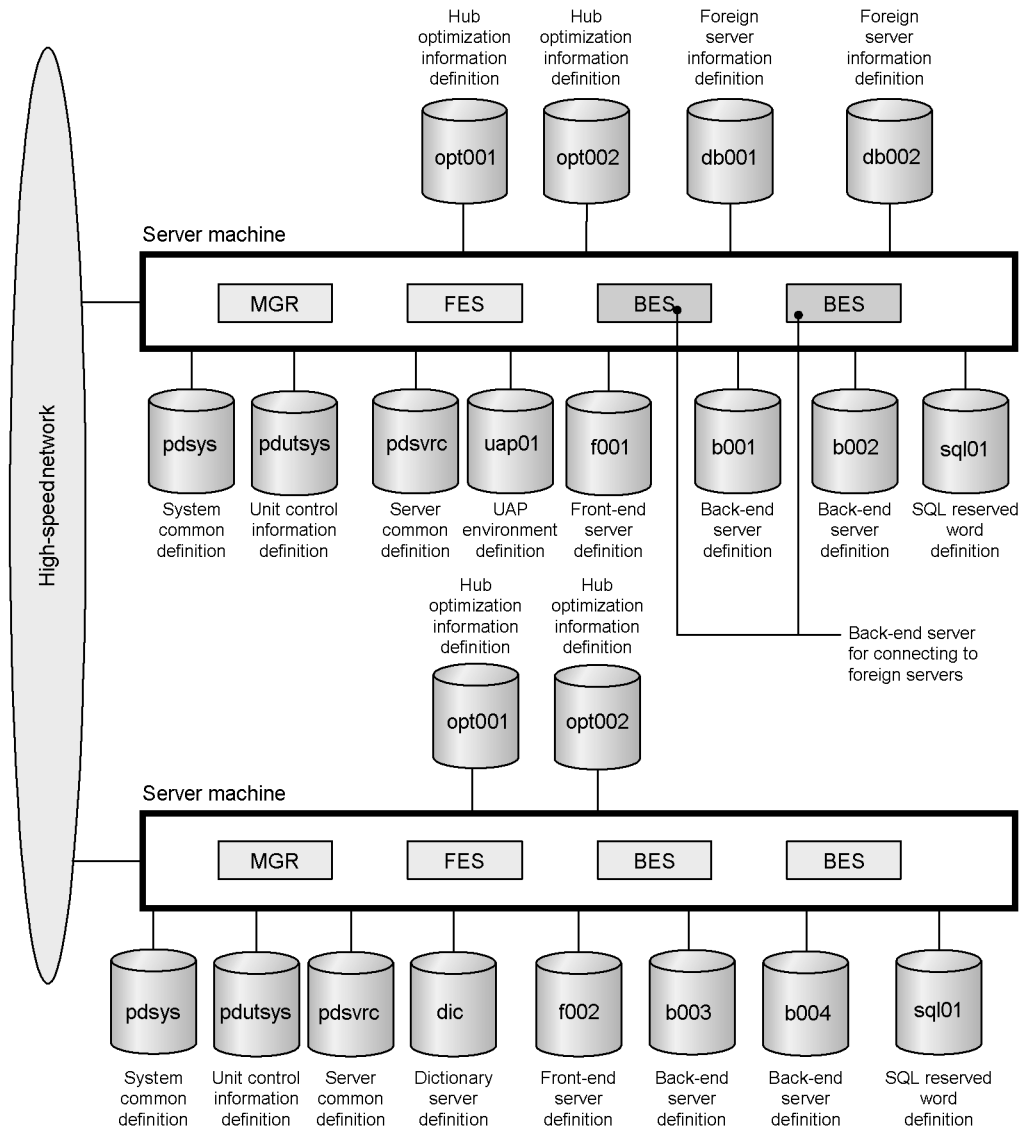 Hub
optimization
information
definition
Hub
optimization
information
definition
Foreign
server
information
definition
Foreign
server
information
definition
opt001
opt002
db001
db002
Server machine
MGR
FES
BES
BES
High-speed network
pdsys
pdutsys
pdsvrc
uap01
f001
b001
b002
sql01
System
common
definition
Unit control
information
definition
Server
common
definition
UAP
environment
definition
Front-end
server
definition
Back-end
server
definition
Back-end
server
definition
SQL reserved
word
definition
Hub
optimization
information
definition
Hub
optimization
information
definition
Back-end server
for connecting to
foreign servers
opt001
opt002
Server machine
MGR
FES
BES
BES
pdsys
pdutsys
pdsvrc
dic
f002
b003
b004
sql01
System
common
definition
Unit control
information
definition
Server
common
definition
Dictionary
server
definition
Front-end
server
definition
Back-end
server
definition
Back-end
server
definition
SQL reserved
word
definition